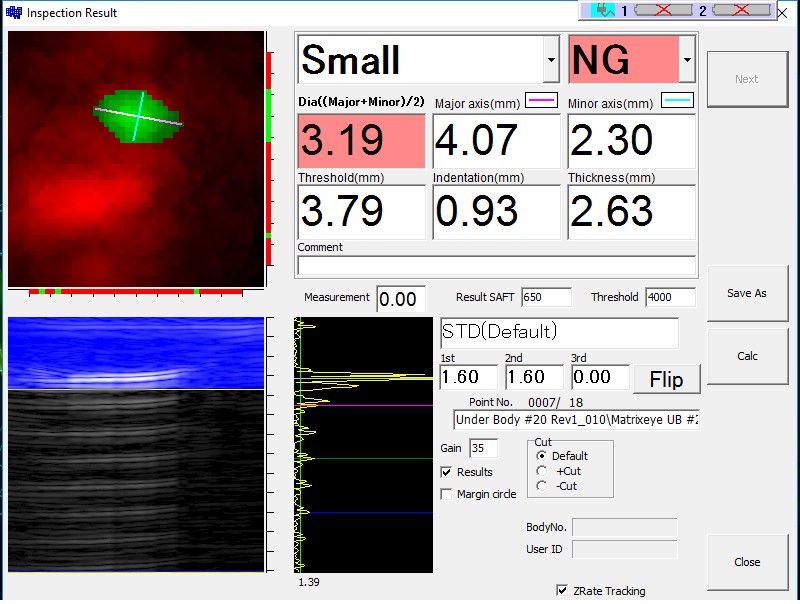 Inspection Result
1 2
Small NG Next
Dia((Major+Minor)/2) Major axis(mm) Minor axis(mm)
3.19 4.07 2.30
Threshold(mm) Indentation(mm) Thickness(mm)
3.79 0.93 2.63
Comment
Measurement 0.00 Result SAFT 650 Threshold 4000 Save As
STD(Default)
1st 2nd 3rd Calc
1.60 1.60 0.00 Flip
Point No. 0007/ 18
Under Body #20 Rev1_010\Matrixeye UB #2
Gain 35 Cut
Default
Results +Cut
Margin circle -Cut
BodyNo.
User ID
Close
1.39
ZRate Tracking